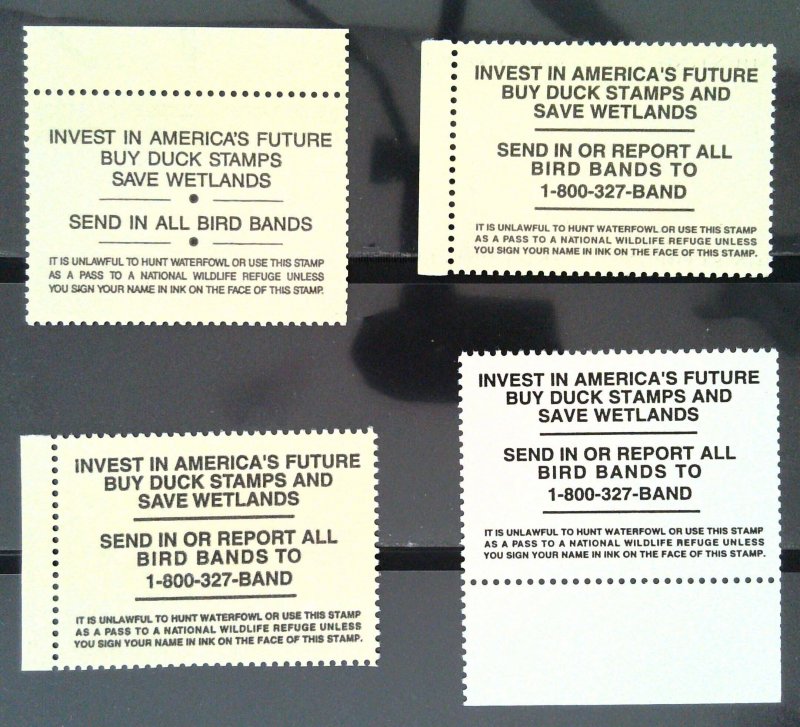 INVEST IN AMERICA'S FUTURE
BUY DUCK STAMPS
SAVE WETLANDS
SEND IN ALL BIRD BANDS
IT IS UNLAWFUL TO HUNT WATERFOWL OR USE THIS STAMP
AS A PASS TO A NATIONAL WILDLIFE REFUGE UNLESS
YOU SIGN YOUR NAME IN INK ON THE FACE OF THIS STAMP.
INVEST IN AMERICA'S FUTURE
BUY DUCK STAMPS AND
SAVE WETLANDS
SEND IN OR REPORT ALL
BIRD BANDS TO
1-800-327-BAND
IT IS UNLAWFUL TO HUNT WATERFOWL OR USE THIS STAMP
AS A PASS TO A NATIONAL WILDLIFE REFUGE UNLESS
YOU SIGN YOUR NAME IN INK ON THE FACE OF THIS STAMP.
INVEST IN AMERICA'S FUTURE
BUY DUCK STAMPS AND
SAVE WETLANDS
SEND IN OR REPORT ALL
BIRD BANDS TO
1-800-327-BAND
IT IS UNLAWFUL TO HUNT WATERFOWL OR USE THIS STAMP
AS A PASS TO A NATIONAL WILDLIFE REFUGE UNLESS
YOU SIGN YOUR NAME IN INK ON THE FACE OF THIS STAMP.
INVEST IN AMERICA'S FUTURE
BUY DUCK STAMPS AND
SAVE WETLANDS
SEND IN OR REPORT ALL
BIRD BANDS TO
1-800-327-BAND
IT IS UNLAWFUL TO HUNT WATERFOWL OR USE THIS STAMP
AS A PASS TO A NATIONAL WILDLIFE REFUGE UNLESS
YOU SIGN YOUR NAME IN INK ON THE FACE OF THIS STAMP.